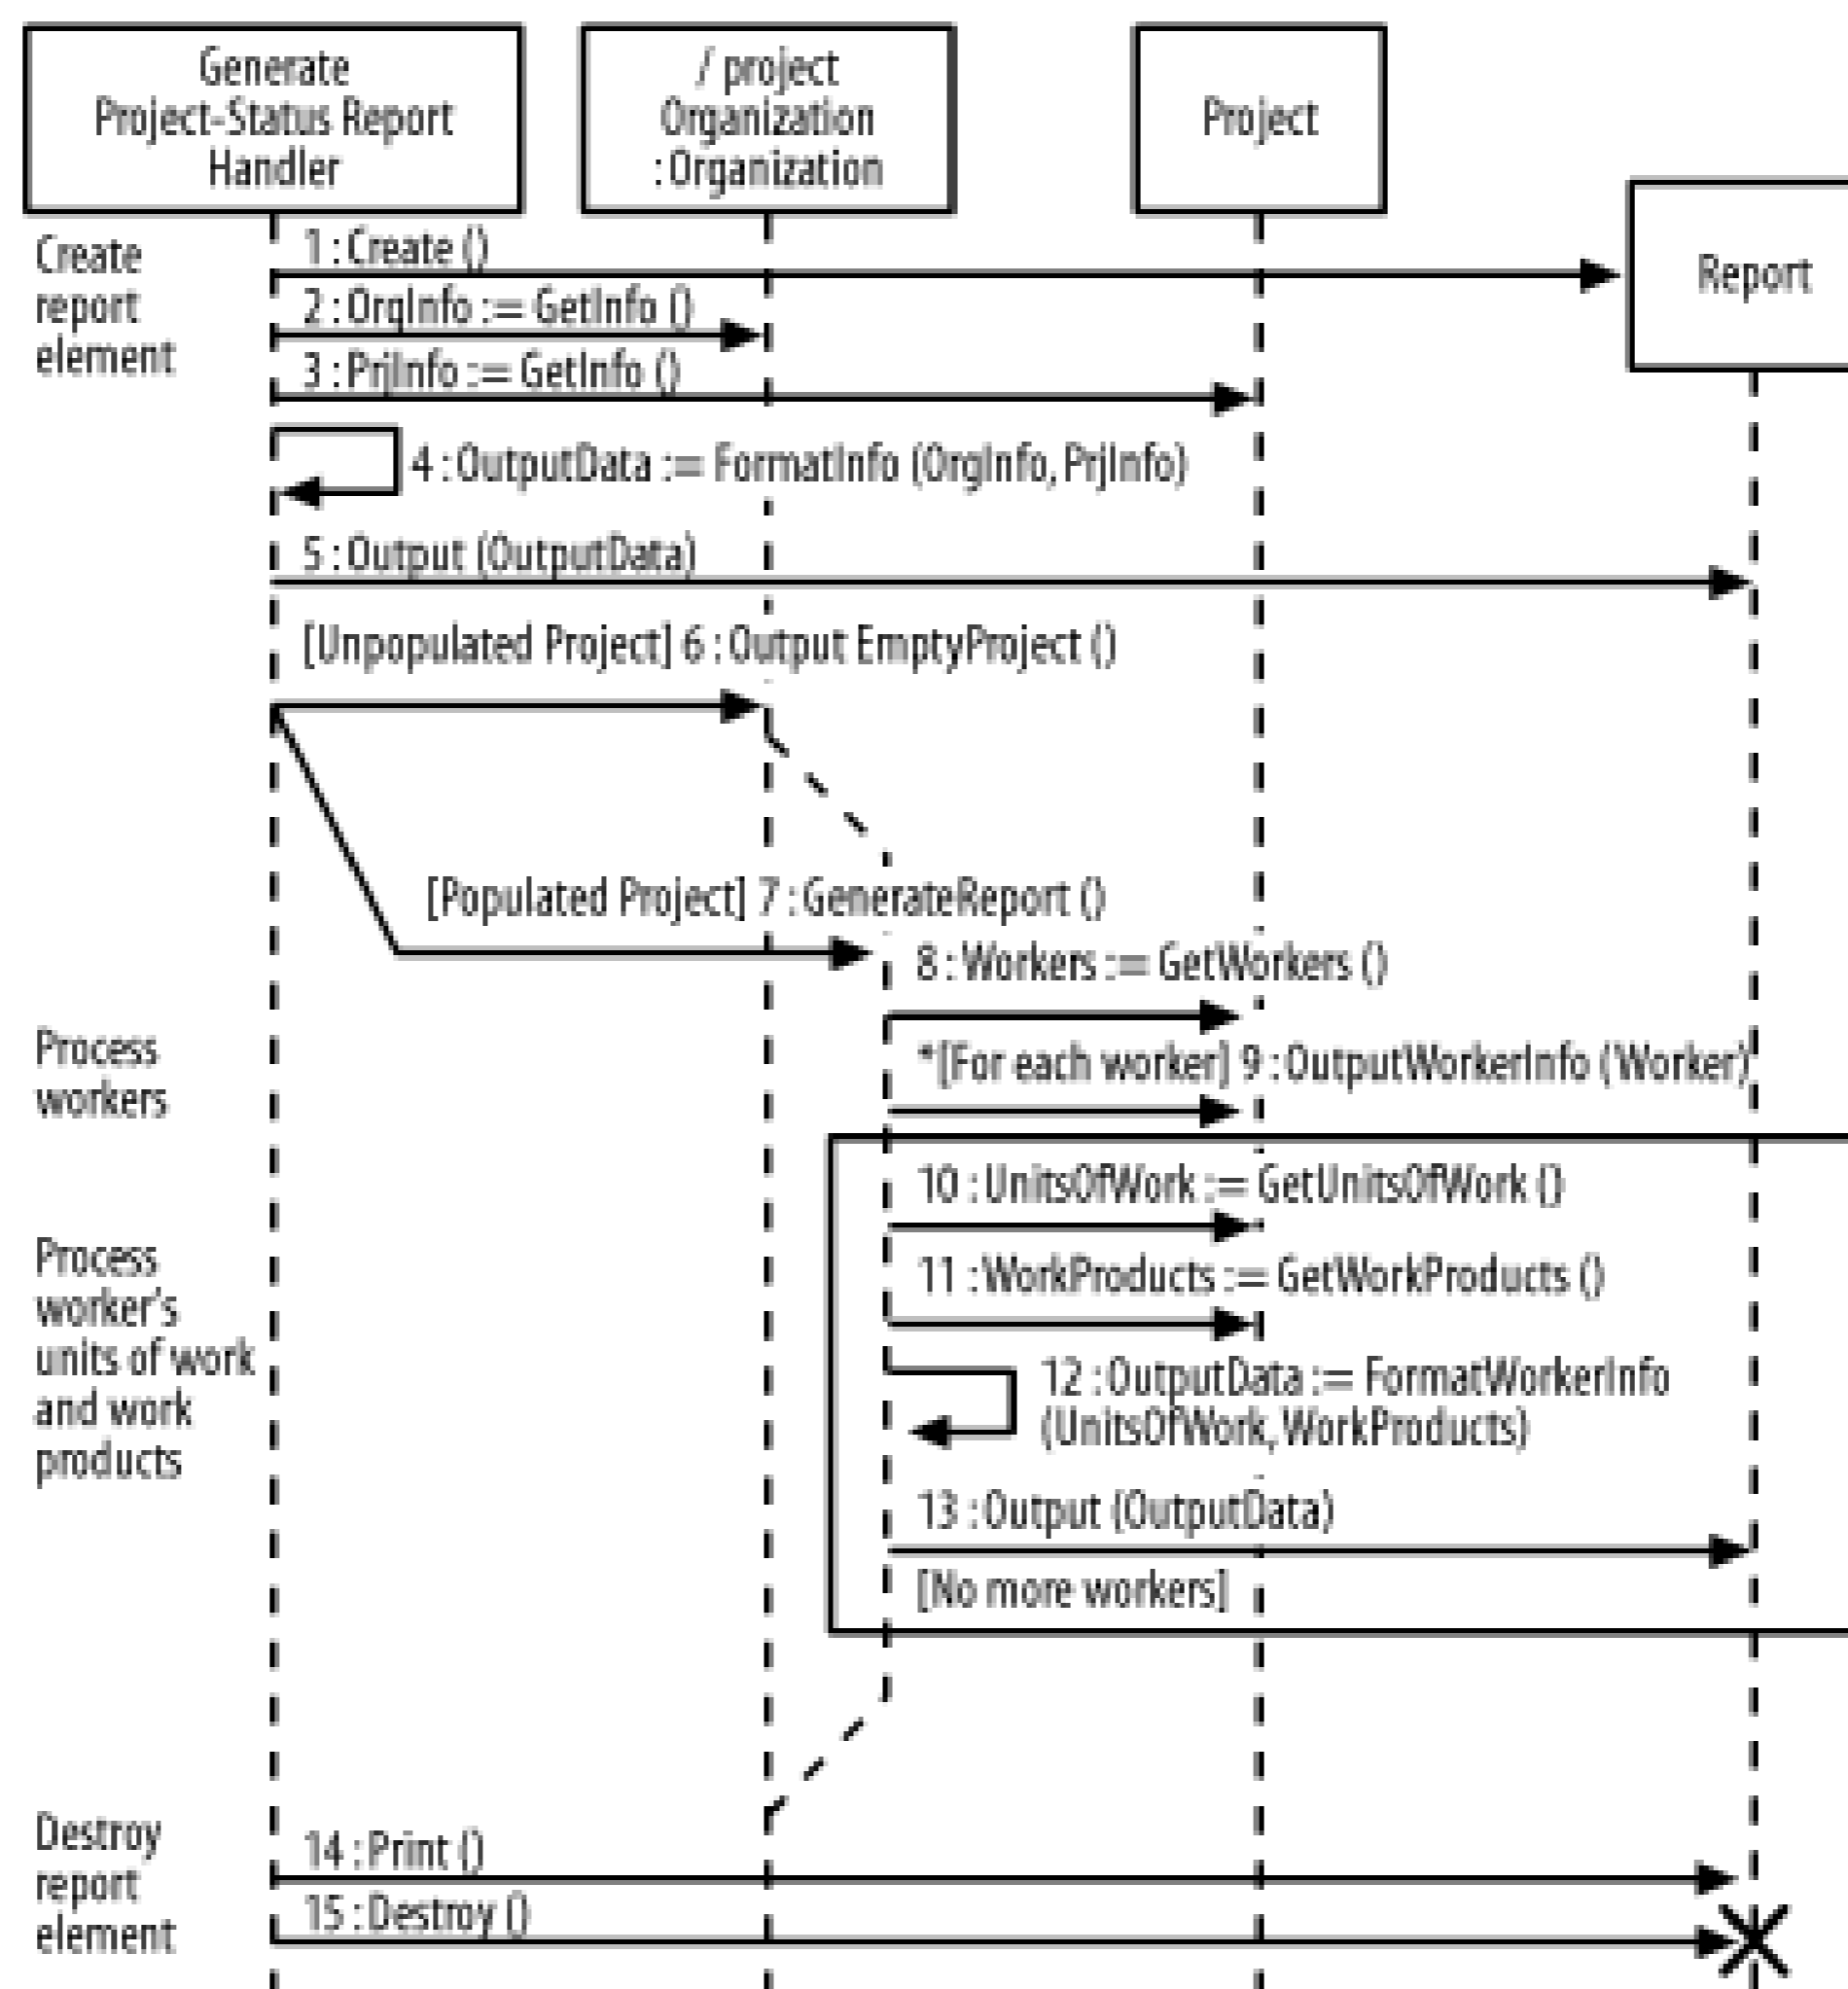 Generate
Project-Status Report
Handler
/ project
Organization
: Organization
Project
Report
Create
report
element
1 : Create ()
2 : OrgInfo := GetInfo ()
3 : PrjInfo := GetInfo ()
4 : OutputData := FormatInfo (OrgInfo, PrjInfo)
5 : Output (OutputData)
[Unpopulated Project] 6 : Output EmptyProject ()
[Populated Project] 7 : GenerateReport ()
8 : Workers := GetWorkers ()
Process
workers
*[For each worker] 9 : OutputWorkerInfo (Worker)
10 : UnitsOfWork := GetUnitsOfWork ()
Process
worker's
units of work
and work
products
11 : WorkProducts := GetWorkProducts ()
12 : OutputData := FormatWorkerInfo
(UnitsOfWork, WorkProducts)
13 : Output (OutputData)
[No more workers]
Destroy
report
element
14 : Print ()
15 : Destroy ()